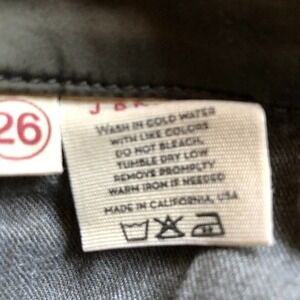 26
WASH IN COLD WATER
WITH LIKE COLORS
DO NOT BLEACH,
TUMBLE DRY LOW
REMOVE PROMPTLY
WARM IRON IF NEEDED
MADE IN CALIFORNIA, USA